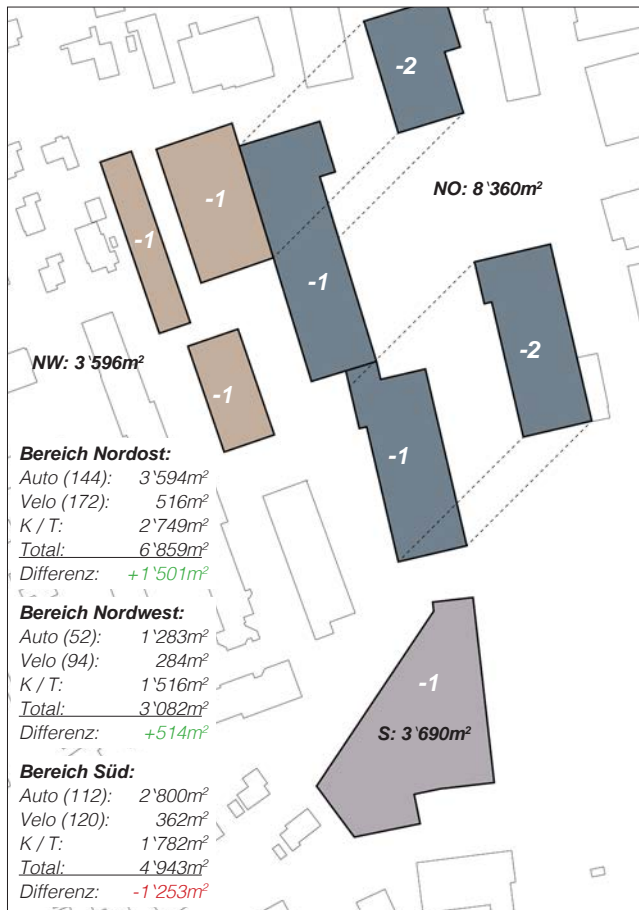 -2
NO: 8‵360m²
-1
-1
-1
-2
NW: 3‵596m²
-1
-1
Bereich Nordost:
Auto (144): 3‵594m²
Velo (172): 516m²
K / T: 2‵749m²
Total: 6‵859m²
Differenz: +1‵501m²
Bereich Nordwest:
Auto (52): 1‵283m²
Velo (94): 284m²
K / T: 1‵516m²
Total: 3‵082m²
Differenz: +514m²
-1
S: 3‵690m²
Bereich Süd:
Auto (112): 2‵800m²
Velo (120): 362m²
K / T: 1‵782m²
Total: 4‵943m²
Differenz: -1‵253m²